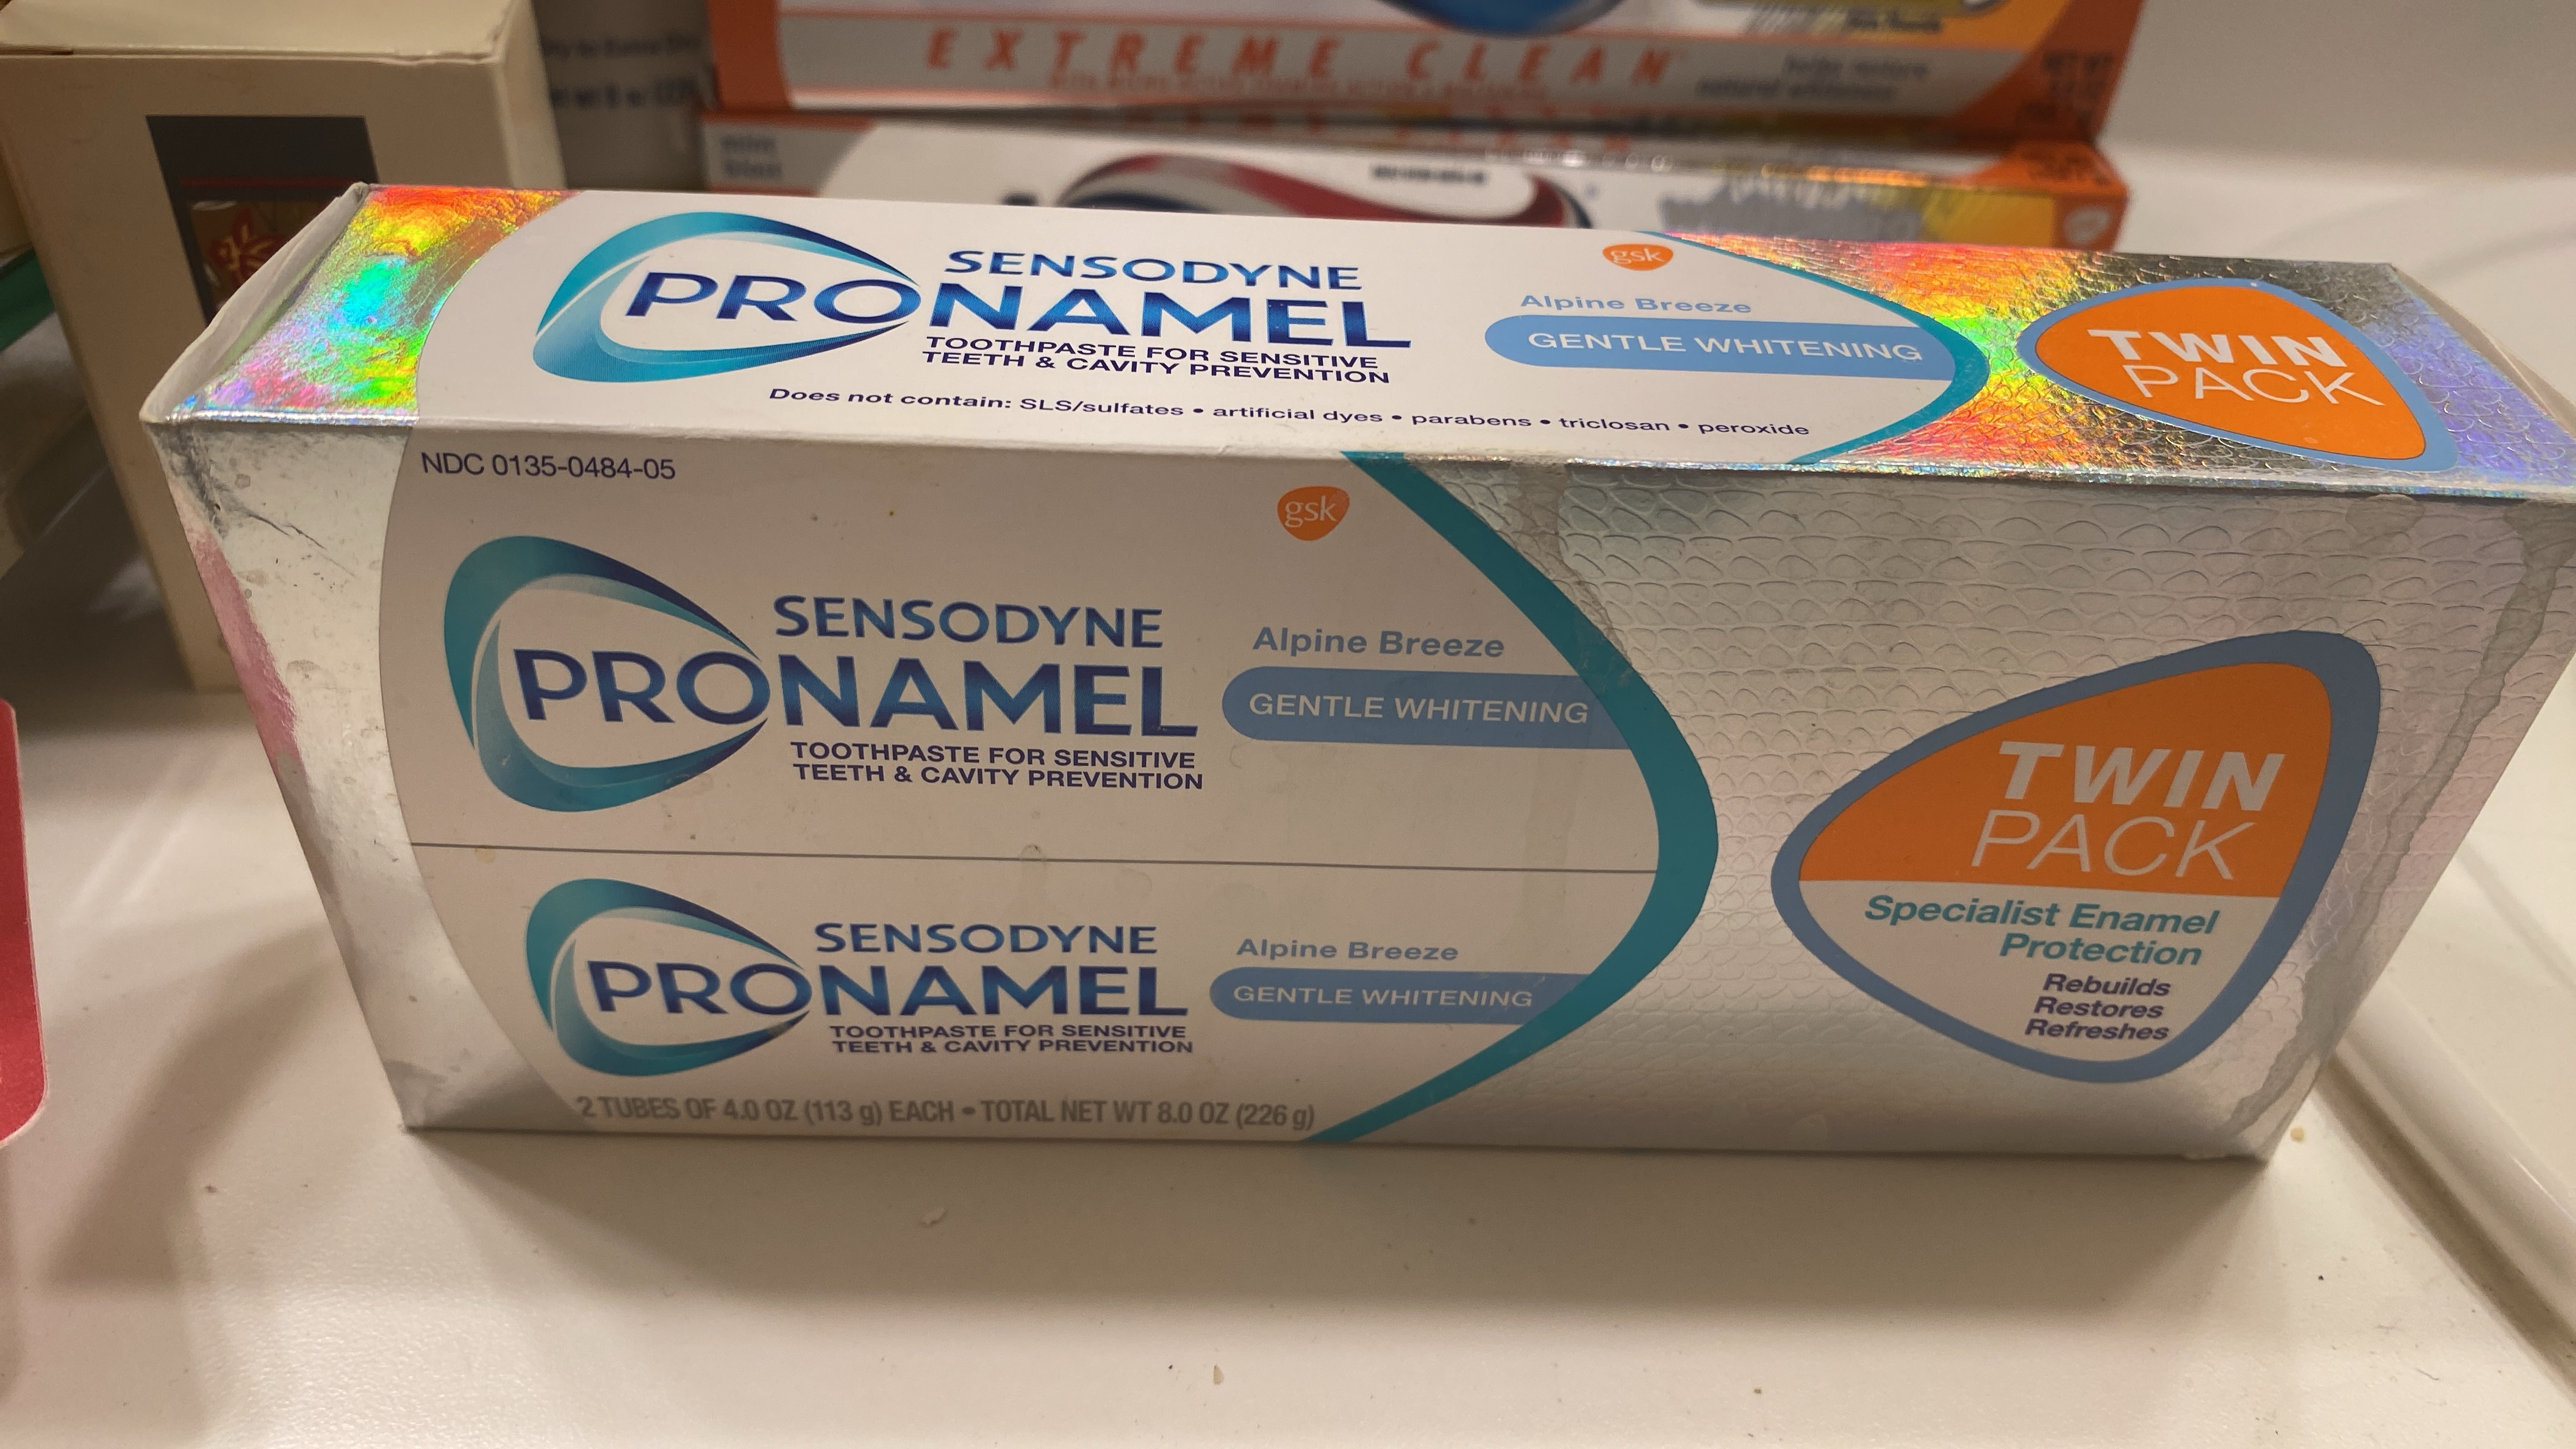 EXTREME CLEAN
natural whiteness
SENSODYNE
PRONAMEL
TOOTHPASTE FOR SENSITIVE
TEETH & CAVITY PREVENTION
gsk
Alpine Breeze
GENTLE WHITENING
TWIN
PACK
Does not contain: SLS/sulfates • artificial dyes • parabens • triclosan • peroxide
NDC 0135-0484-05
gsk
SENSODYNE
PRONAMEL
TOOTHPASTE FOR SENSITIVE
TEETH & CAVITY PREVENTION
Alpine Breeze
GENTLE WHITENING
TWIN
PACK
Specialist Enamel
Protection
Rebuilds
Restores
Refreshes
SENSODYNE
PRONAMEL
TOOTHPASTE FOR SENSITIVE
TEETH & CAVITY PREVENTION
Alpine Breeze
GENTLE WHITENING
2 TUBES OF 4.0 OZ (113 g) EACH • TOTAL NET WT 8.0 OZ (226 g)